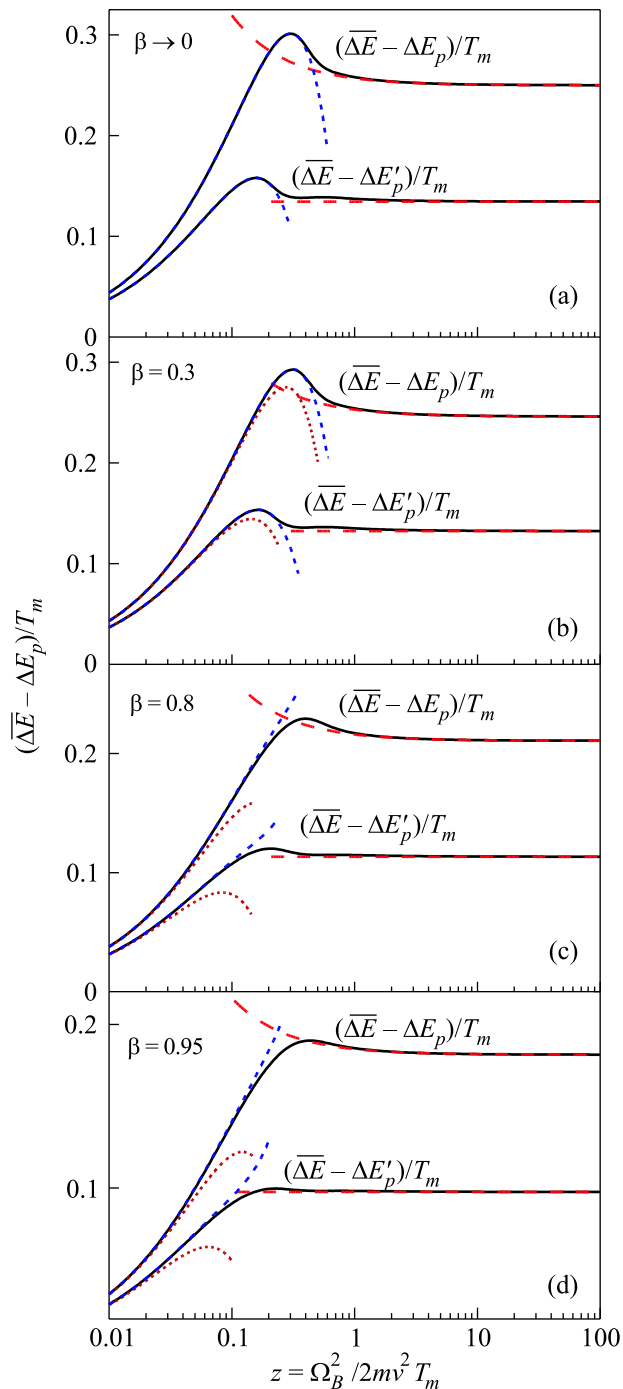 0.3
β → 0
(ΔE̅ − ΔE_p)/T_m
0.2
(ΔE̅ − ΔE′_p)/T_m
0.1
(a)
0
0.3
β = 0.3
(ΔE̅ − ΔE_p)/T_m
0.2
(ΔE̅ − ΔE′_p)/T_m
0.1
(b)
0
(ΔE̅ − ΔE_p)/T_m
β = 0.8
(ΔE̅ − ΔE_p)/T_m
0.2
(ΔE̅ − ΔE′_p)/T_m
0.1
(c)
0
0.2
β = 0.95
(ΔE̅ − ΔE_p)/T_m
(ΔE̅ − ΔE′_p)/T_m
0.1
(d)
0.01 0.1 1 10 100
z = Ω_B^2 /2mv^2 T_m